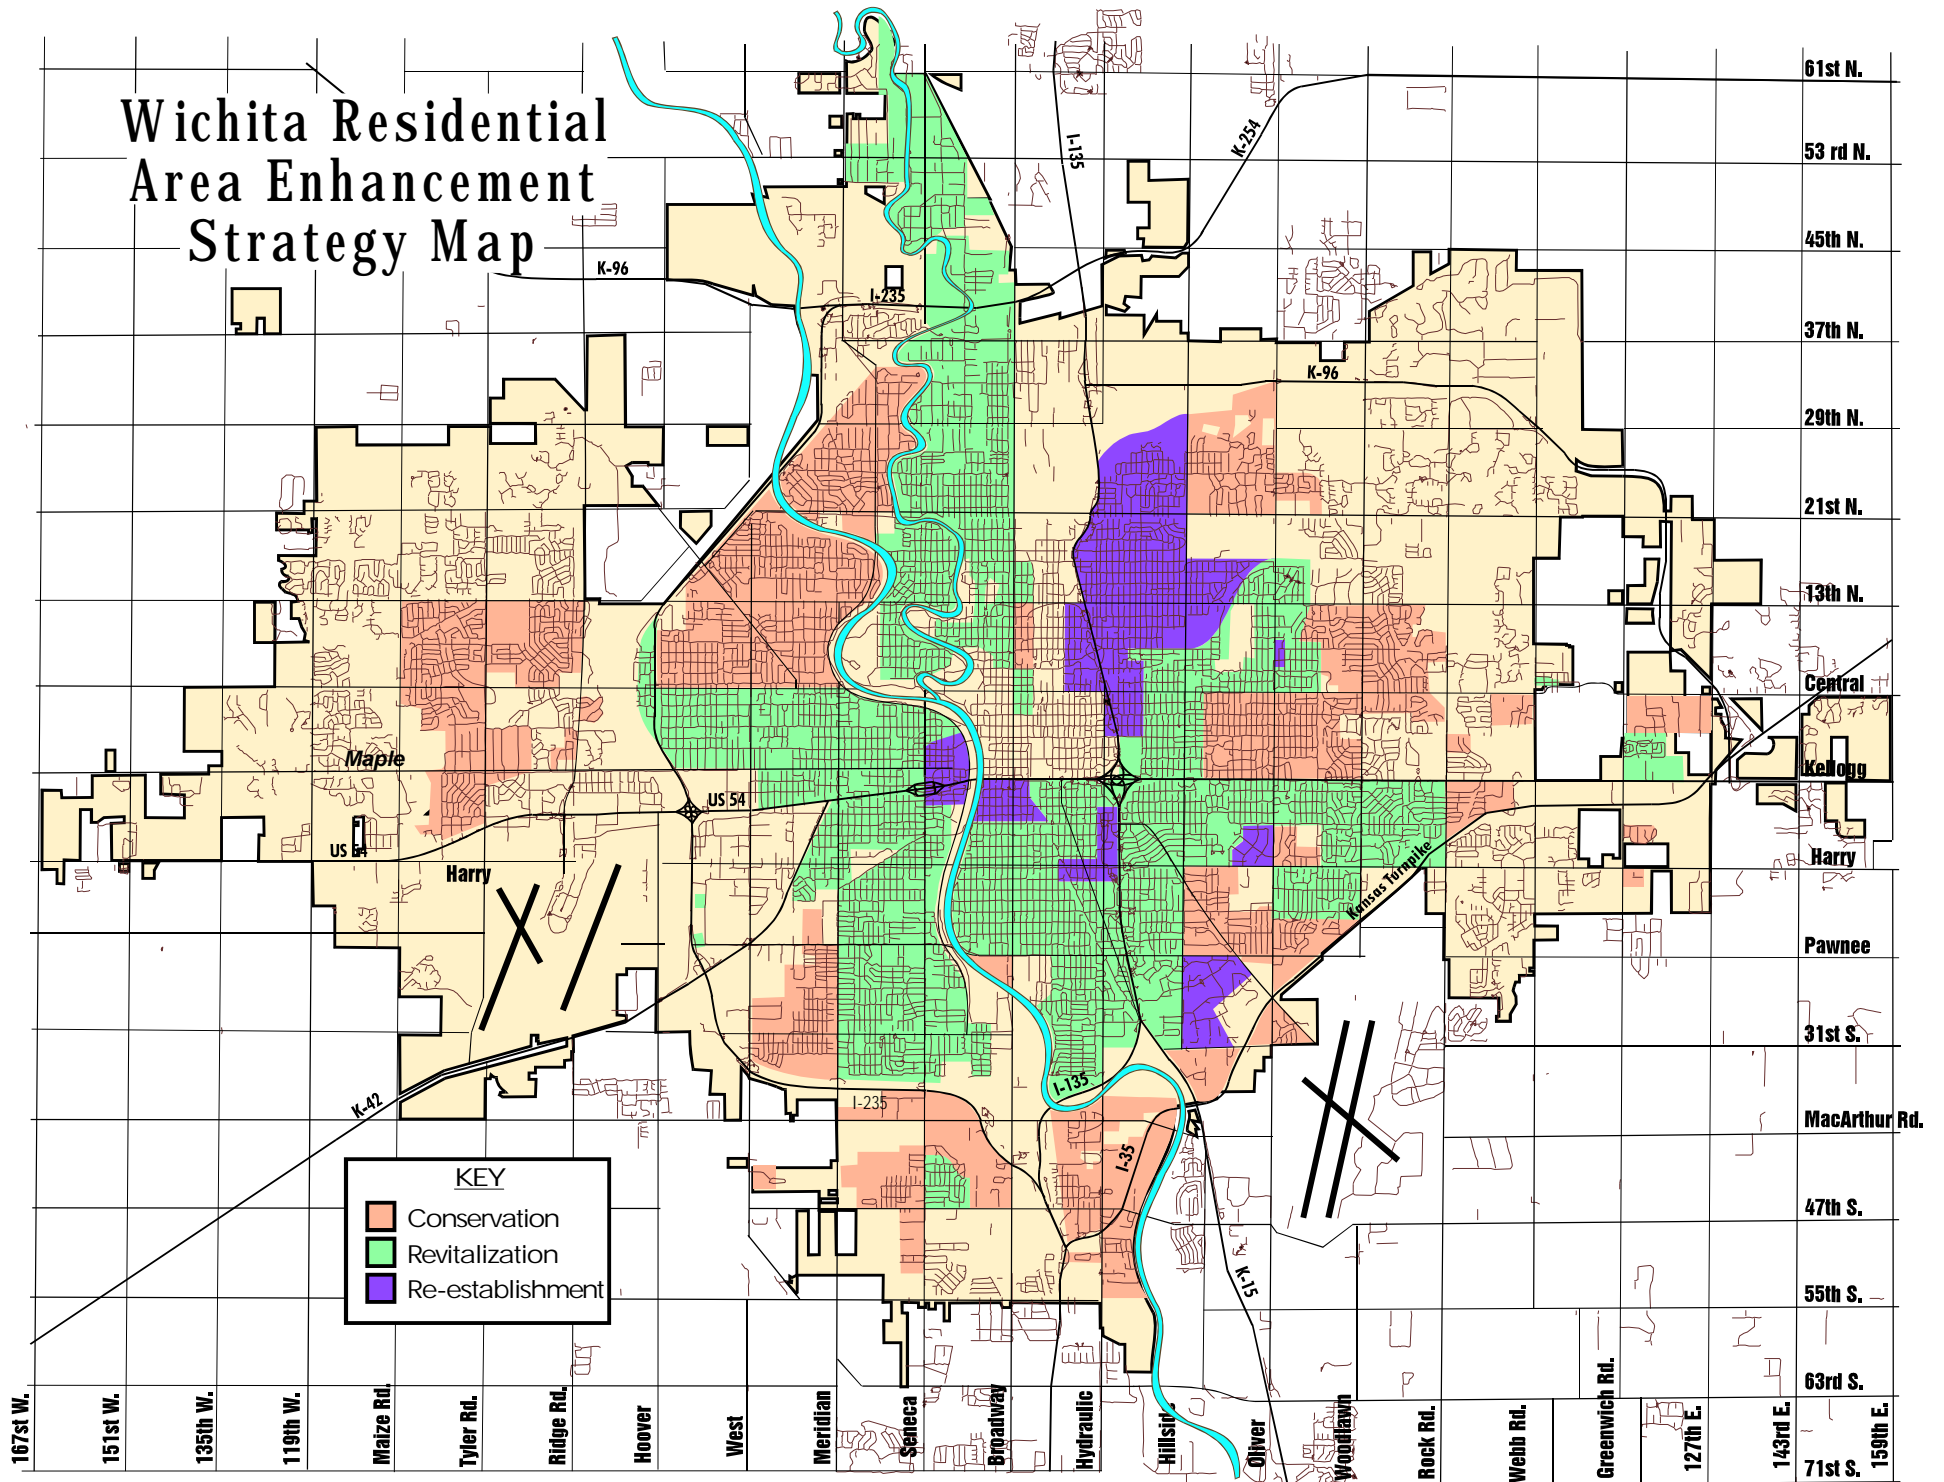 Wichita Residential
Area Enhancement
Strategy Map
61st N.
53 rd N.
45th N.
37th N.
29th N.
21st N.
13th N.
Central
Kellogg
Harry
Pawnee
31st S.
MacArthur Rd.
47th S.
55th S.
63rd S.
71st S.
I-135
K-254
K-96
I-235
K-96
Maple
US 54
US 54
Harry
Kansas Turnpike
K-42
I-235
I-135
I-35
K-15
KEY
Conservation
Revitalization
Re-establishment
167st W.
151st W.
135th W.
119th W.
Maize Rd.
Tyler Rd.
Ridge Rd.
Hoover
West
Meridian
Seneca
Broadway
Hydraulic
Hillside
Oliver
Woodlawn
Rock Rd.
Webb Rd.
Greenwich Rd.
127th E.
143rd E.
159th E.